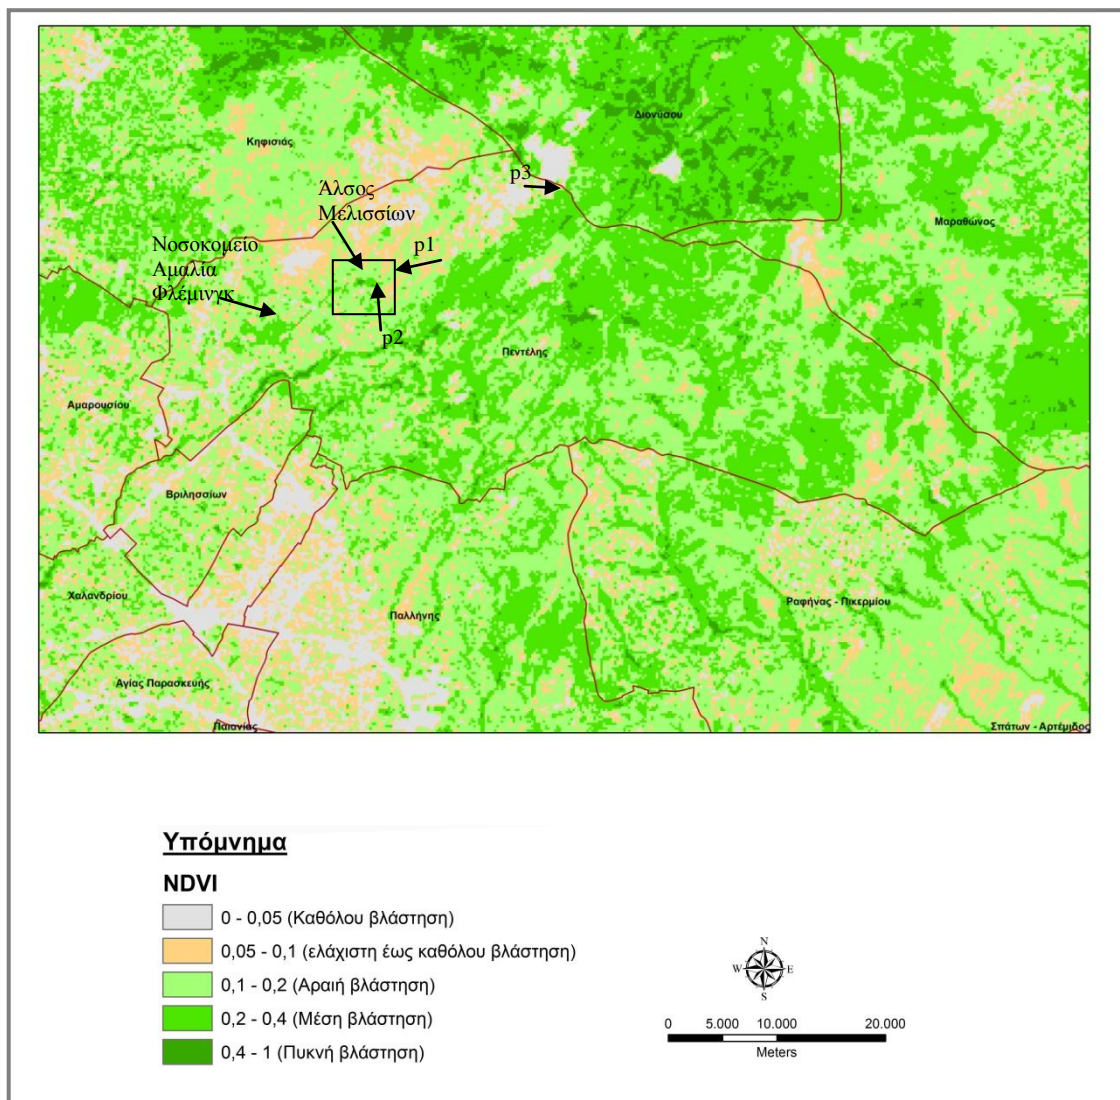 Διονύσου
Κηφισιάς
p3
Άλσος
Μελισσίων
Μαραθώνος
Νοσοκομείο
Αμαλία
Φλέμινγκ
p1
p2
Πεντέλης
Αμαρουσίου
Βριλησσίων
Χαλανδρίου
Παλλήνης
Ραφήνας - Πικερμίου
Αγίας Παρασκευής
Παιανίας
Σπάτων - Αρτέμιδος
Υπόμνημα
NDVI
0 - 0,05 (Καθόλου βλάστηση)
0,05 - 0,1 (ελάχιστη έως καθόλου βλάστηση)
0,1 - 0,2 (Αραιή βλάστηση)
0,2 - 0,4 (Μέση βλάστηση)
0,4 - 1 (Πυκνή βλάστηση)
N
W E
S
0 5.000 10.000 20.000
Meters